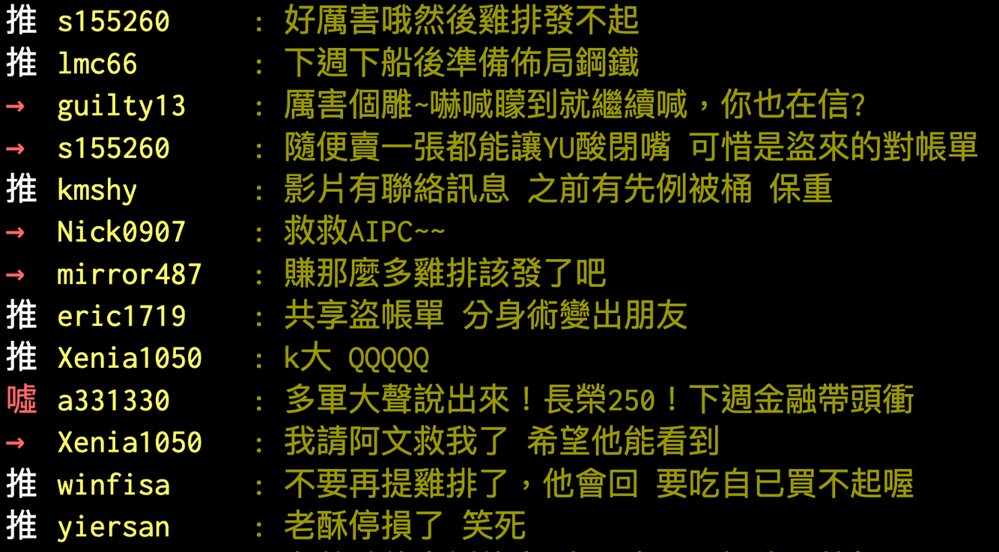 推 s155260 : 好厲害哦然後雞排發不起
推 lmc66 : 下週下船後準備佈局鋼鐵
→ guilty13 : 厲害個雕~嚇喊矇到就繼續喊，你也在信?
→ s155260 : 隨便賣一張都能讓YU酸閉嘴 可惜是盜來的對帳單
推 kmshy : 影片有聯絡訊息 之前有先例被桶 保重
→ Nick0907 : 救救AIPC~~
→ mirror487 : 賺那麼多雞排該發了吧
推 eric1719 : 共享盜帳單 分身術變出朋友
推 Xenia1050 : k大 QQQQQ
噓 a331330 : 多軍大聲說出來！長榮250！下週金融帶頭衝
→ Xenia1050 : 我請阿文救我了 希望他能看到
推 winfisa : 不要再提雞排了，他會回 要吃自已買不起喔
推 yiersan : 老酥停損了 笑死